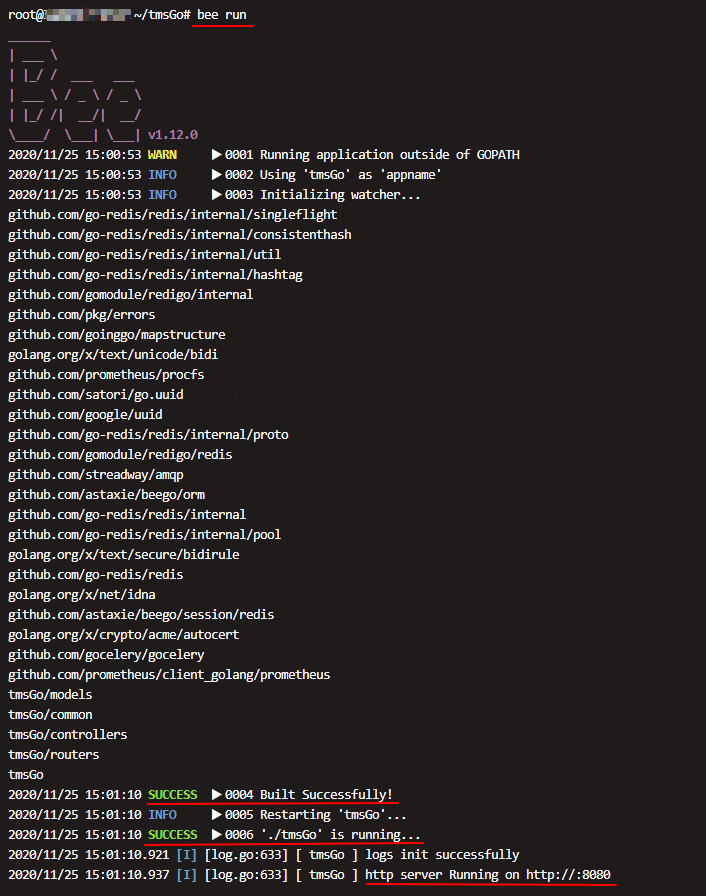 root@ :~/tmsGo# bee run
______
| ___ \
| |_/ /  ___   ___
| ___ \ / _ \ / _ \
| |_/ /|  __/|  __/
\____/  \___| \___| v1.12.0
2020/11/25 15:00:53 WARN     ▶ 0001 Running application outside of GOPATH
2020/11/25 15:00:53 INFO     ▶ 0002 Using 'tmsGo' as 'appname'
2020/11/25 15:00:53 INFO     ▶ 0003 Initializing watcher...
github.com/go-redis/redis/internal/singleflight
github.com/go-redis/redis/internal/consistenthash
github.com/go-redis/redis/internal/util
github.com/go-redis/redis/internal/hashtag
github.com/gomodule/redigo/internal
github.com/pkg/errors
github.com/goinggo/mapstructure
golang.org/x/text/unicode/bidi
github.com/prometheus/procfs
github.com/satori/go.uuid
github.com/google/uuid
github.com/go-redis/redis/internal/proto
github.com/gomodule/redigo/redis
github.com/streadway/amqp
github.com/astaxie/beego/orm
github.com/go-redis/redis/internal
github.com/go-redis/redis/internal/pool
golang.org/x/text/secure/bidirule
github.com/go-redis/redis
golang.org/x/net/idna
github.com/astaxie/beego/session/redis
golang.org/x/crypto/acme/autocert
github.com/gocelery/gocelery
github.com/prometheus/client_golang/prometheus
tmsGo/models
tmsGo/common
tmsGo/controllers
tmsGo/routers
tmsGo
2020/11/25 15:01:10 SUCCESS  ▶ 0004 Built Successfully!
2020/11/25 15:01:10 INFO     ▶ 0005 Restarting 'tmsGo'...
2020/11/25 15:01:10 SUCCESS  ▶ 0006 './tmsGo' is running...
2020/11/25 15:01:10.921 [I] [log.go:633] [ tmsGo ] logs init successfully
2020/11/25 15:01:10.937 [I] [log.go:633] [ tmsGo ] http server Running on http://:8080